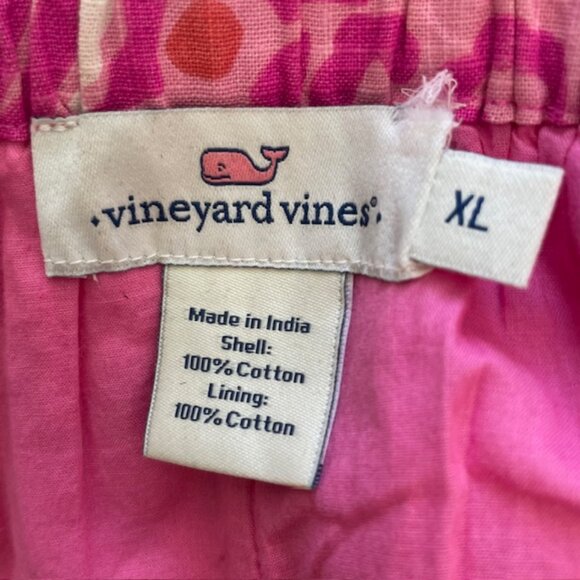 vineyard vines®
XL
Made in India
Shell:
100% Cotton
Lining:
100% Cotton